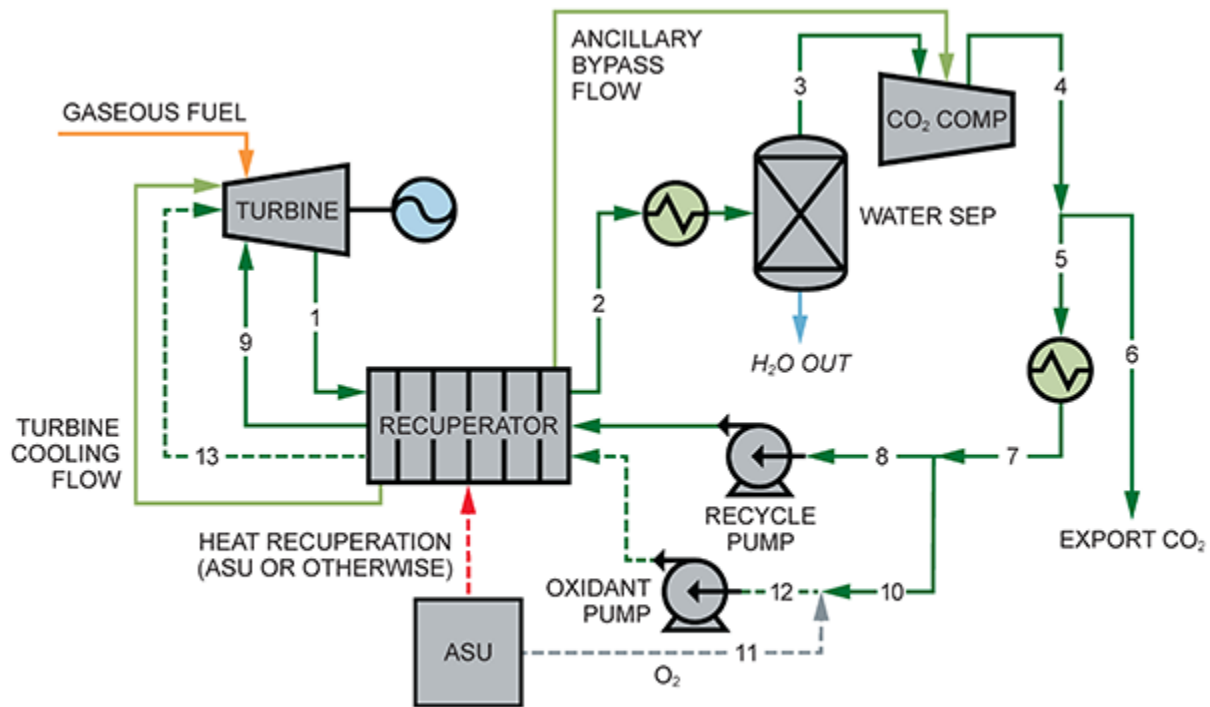 ANCILLARY
BYPASS
FLOW
3
4
CO₂ COMP
GASEOUS FUEL
TURBINE
WATER SEP
5
1
2
9
6
H₂O OUT
TURBINE
COOLING
FLOW
RECUPERATOR
13
8
7
RECYCLE
PUMP
EXPORT CO₂
HEAT RECUPERATION
(ASU OR OTHERWISE)
OXIDANT
PUMP
12
10
ASU
11
O₂